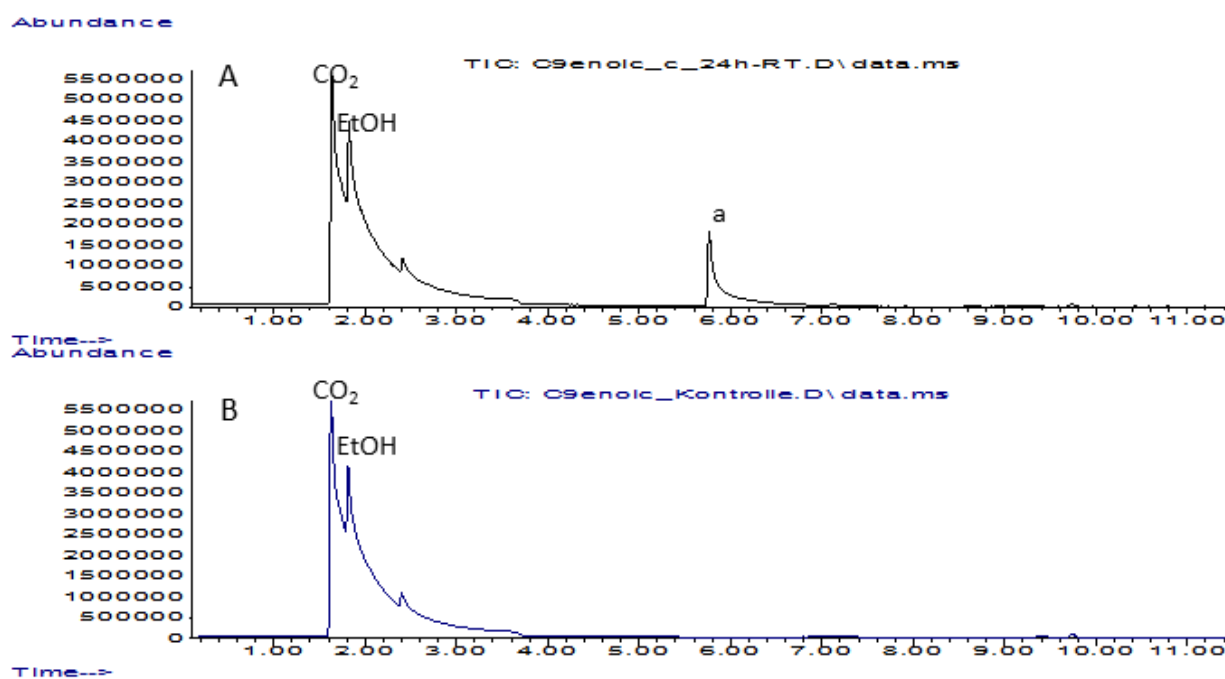 Abundance
TIC: C9enoic_c_24h-RT.D\data.ms
A
CO₂
EtOH
a
5500000
5000000
4500000
4000000
3500000
3000000
2500000
2000000
1500000
1000000
500000
0
1.00 2.00 3.00 4.00 5.00 6.00 7.00 8.00 9.00 10.00 11.00
Time-->
Abundance
TIC: C9enoic_Kontrolle.D\data.ms
B
CO₂
EtOH
5500000
5000000
4500000
4000000
3500000
3000000
2500000
2000000
1500000
1000000
500000
0
1.00 2.00 3.00 4.00 5.00 6.00 7.00 8.00 9.00 10.00 11.00
Time-->